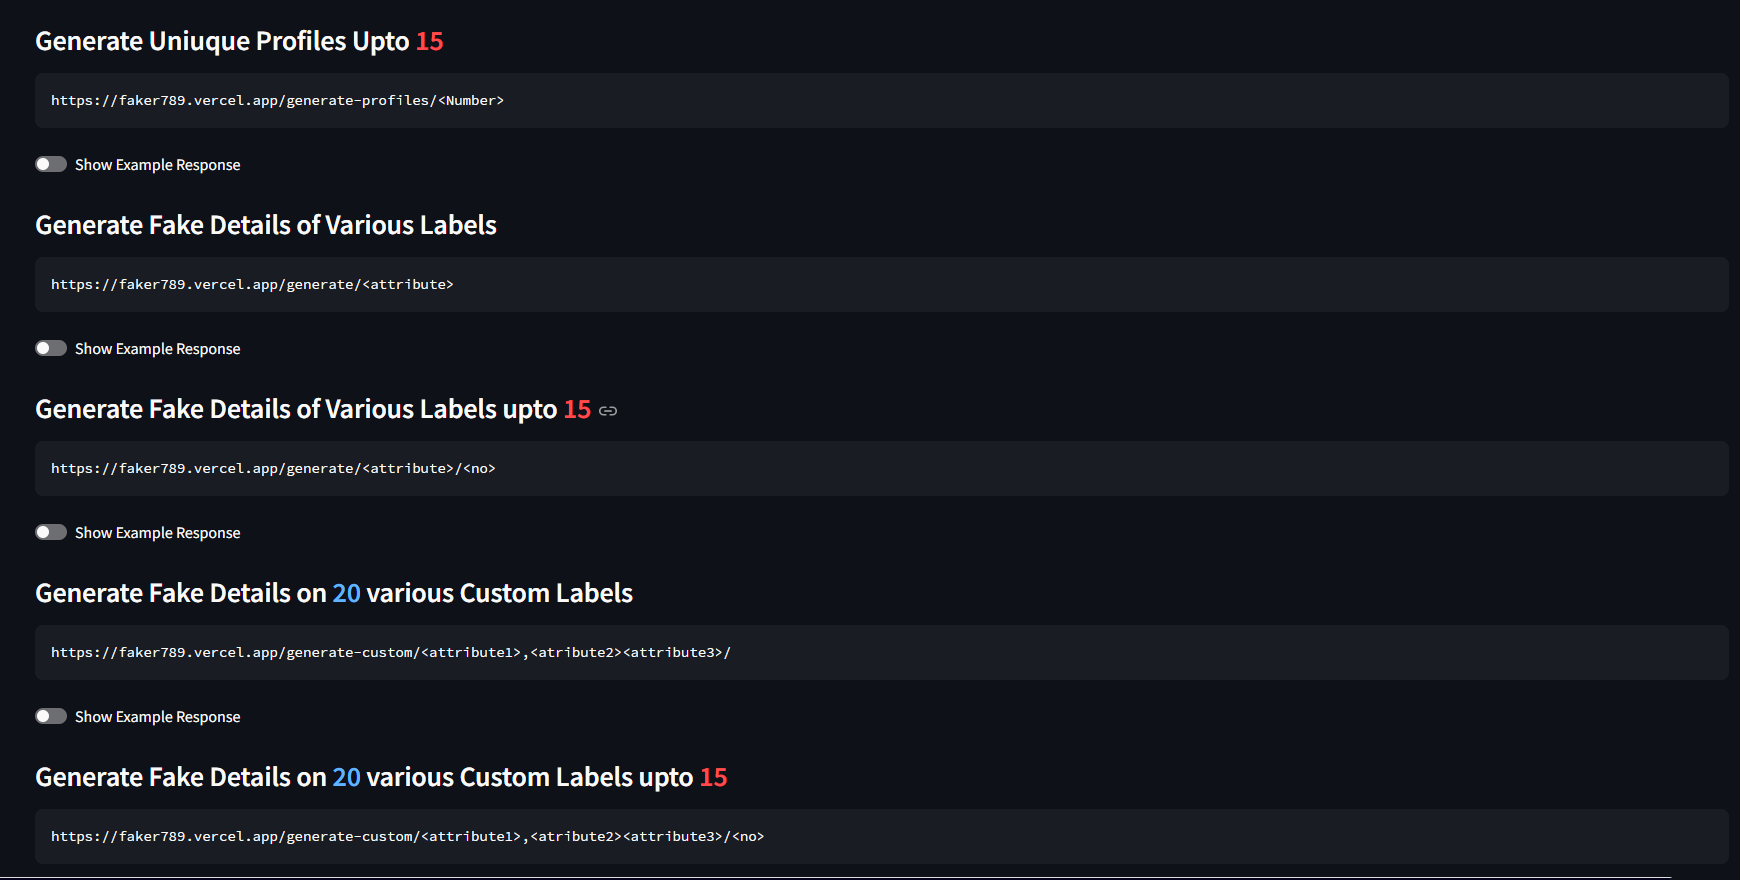 Generate Uniuque Profiles Upto 15
https://faker789.vercel.app/generate-profiles/<Number>
Show Example Response
Generate Fake Details of Various Labels
https://faker789.vercel.app/generate/<attribute>
Show Example Response
Generate Fake Details of Various Labels upto 15
https://faker789.vercel.app/generate/<attribute>/<no>
Show Example Response
Generate Fake Details on 20 various Custom Labels
https://faker789.vercel.app/generate-custom/<attribute1>,<atribute2><attribute3>/
Show Example Response
Generate Fake Details on 20 various Custom Labels upto 15
https://faker789.vercel.app/generate-custom/<attribute1>,<atribute2><attribute3>/<no>